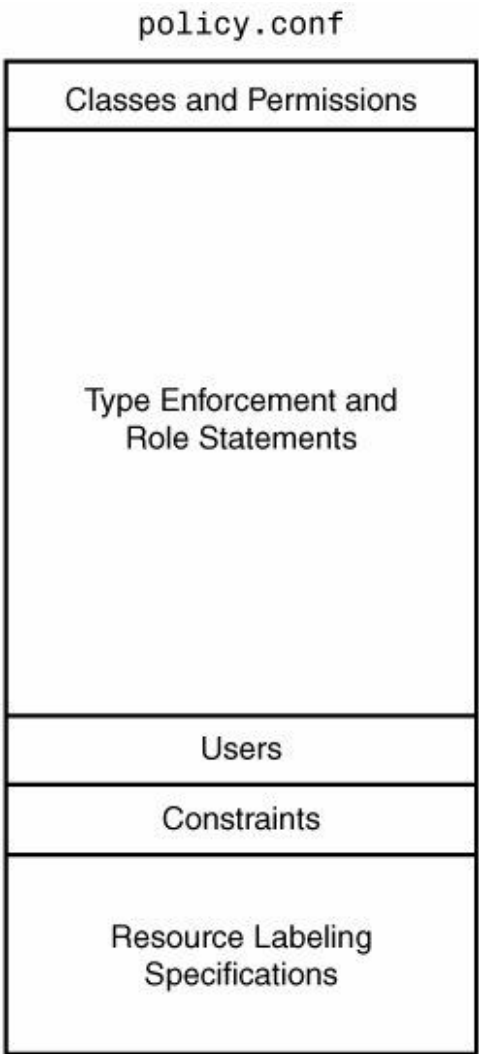 policy.conf
Classes and Permissions
Type Enforcement and
Role Statements
Users
Constraints
Resource Labeling
Specifications